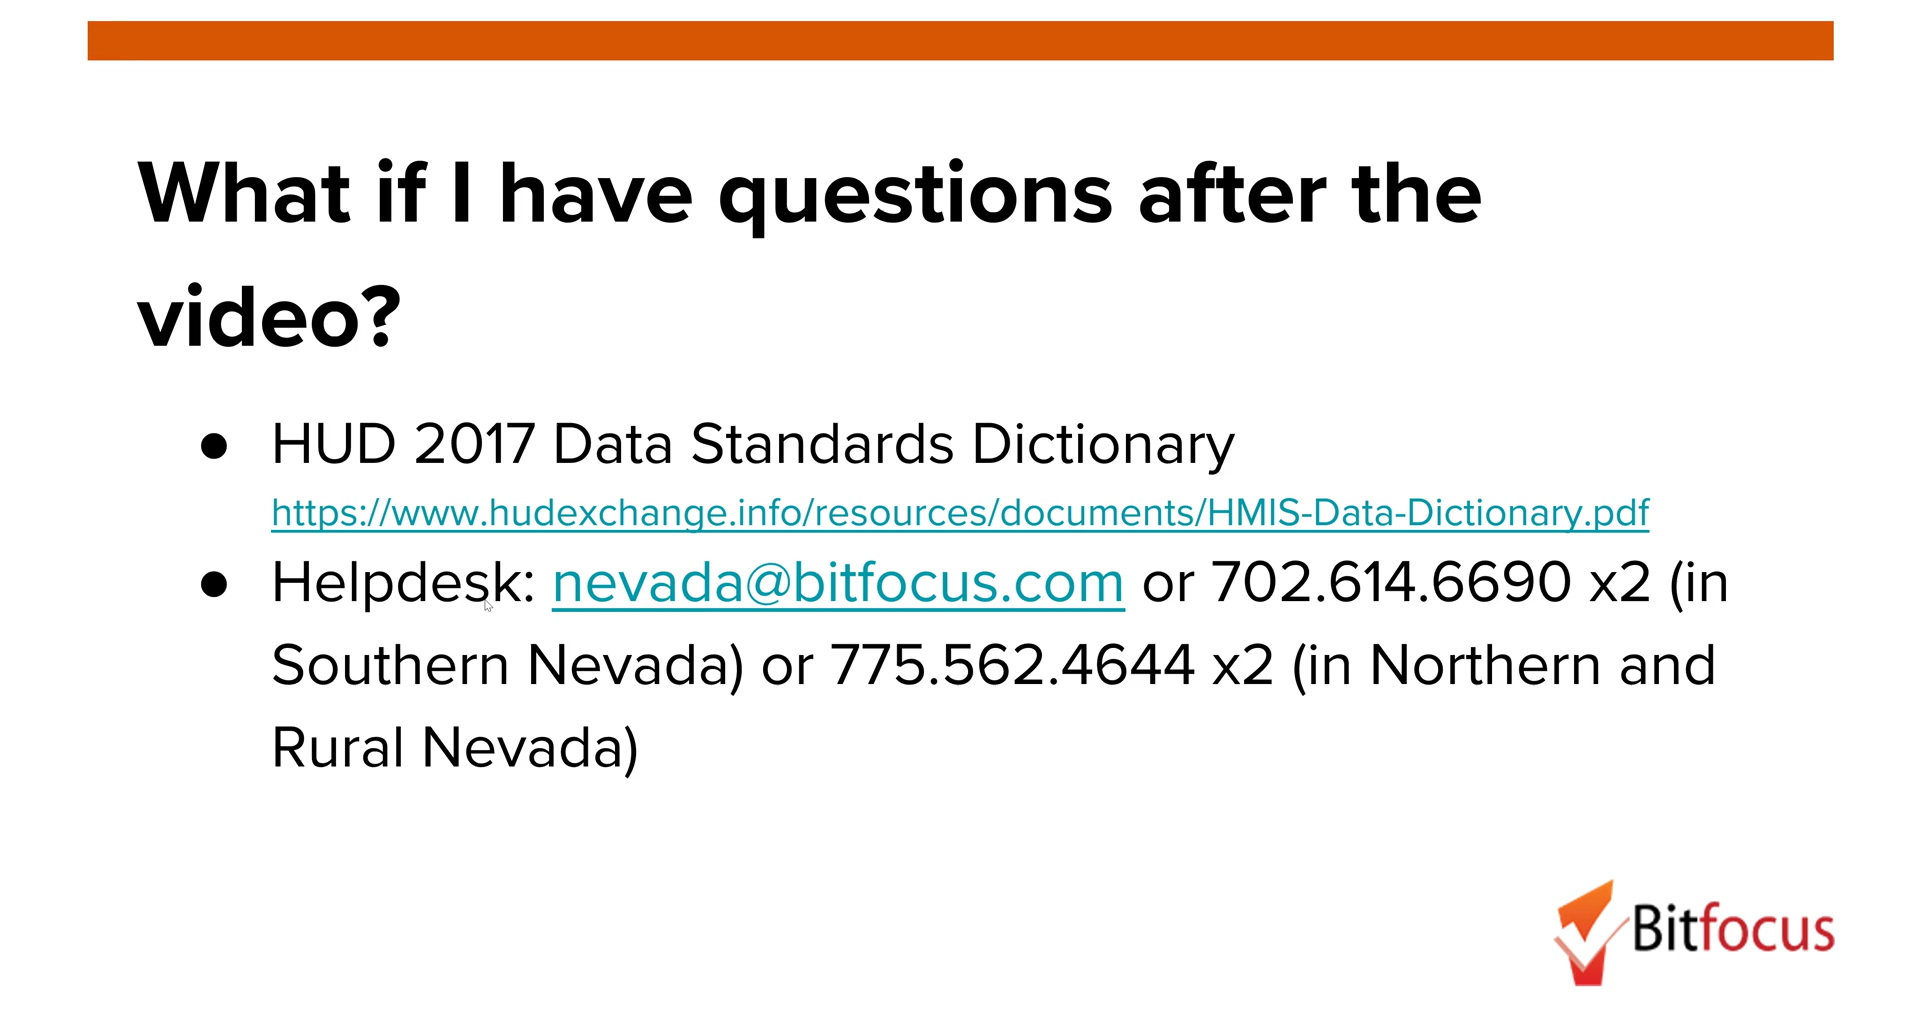 What if I have questions after the
video?
● HUD 2017 Data Standards Dictionary
https://www.hudexchange.info/resources/documents/HMIS-Data-Dictionary.pdf
● Helpdesk: nevada@bitfocus.com or 702.614.6690 x2 (in
Southern Nevada) or 775.562.4644 x2 (in Northern and
Rural Nevada)
Bitfocus